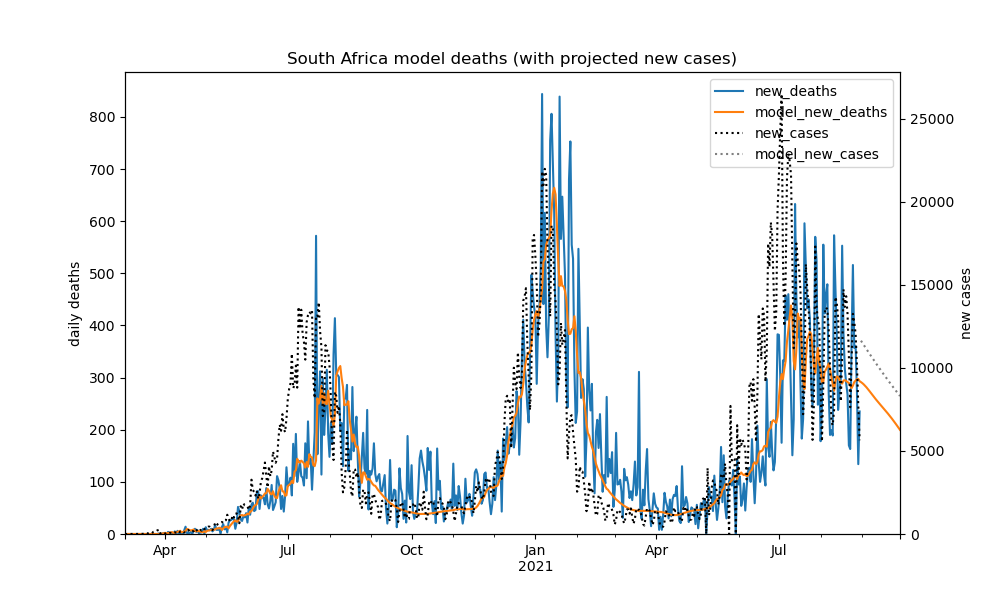 South Africa model deaths (with projected new cases)
new_deaths
model_new_deaths
new_cases
model_new_cases
daily deaths
new cases
800
700
600
500
400
300
200
100
0
25000
20000
15000
10000
5000
0
Apr
Jul
Oct
Jan
2021
Apr
Jul